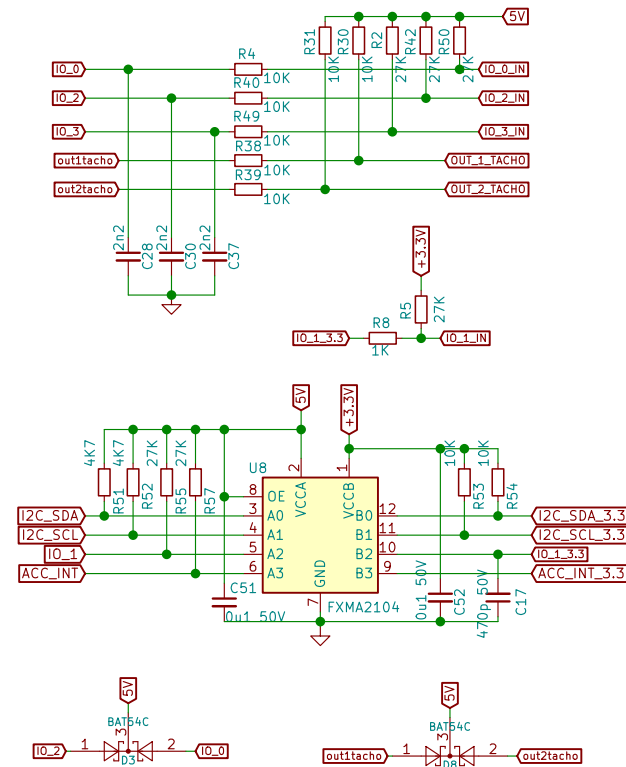 5V
R31
10K
R30
10K
R2
27K
R42
27K
R50
27K
IO_0
R4
10K
IO_0_IN
IO_2
R40
10K
IO_2_IN
IO_3
R49
10K
IO_3_IN
out1tacho
R38
10K
OUT_1_TACHO
out2tacho
R39
10K
OUT_2_TACHO
2n2
C28
2n2
C30
2n2
C37
+3.3V
R5
27K
IO_1_3.3
R8
1K
IO_1_IN
5V
+3.3V
4K7
R51
4K7
R52
27K
R55
27K
R57
U8
2
VCCA
1
VCCB
10K
R53
10K
R54
8
OE
I2C_SDA
3
A0
VB0
12
I2C_SDA_3.3
I2C_SCL
4
A1
B1
11
I2C_SCL_3.3
IO_1
5
A2
B2
10
IO_1_3.3
ACC_INT
6
A3
B3
9
ACC_INT_3.3
GND
7
FXMA2104
C51
0u1 50V
0u1 50V
C52
470p 50V
C17
5V
BAT54C
3
IO_2
1
2
IO_0
D3
5V
BAT54C
3
out1tacho
1
2
out2tacho
D8